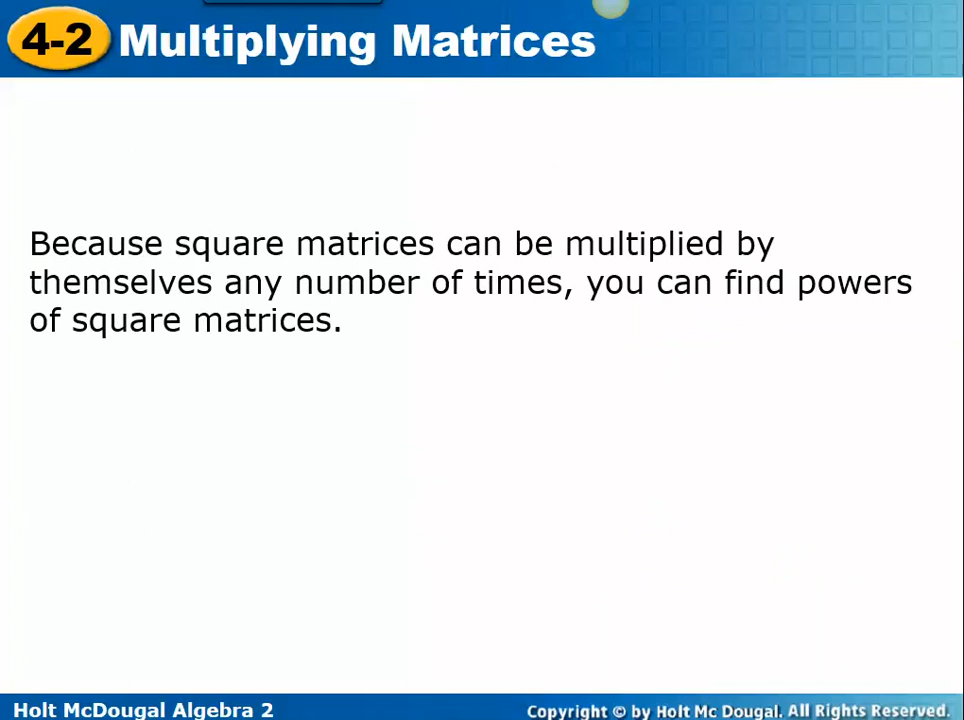 4-2 Multiplying Matrices
Because square matrices can be multiplied by
themselves any number of times, you can find powers
of square matrices.
Holt McDougal Algebra 2
Copyright © by Holt Mc Dougal. All Rights Reserved.